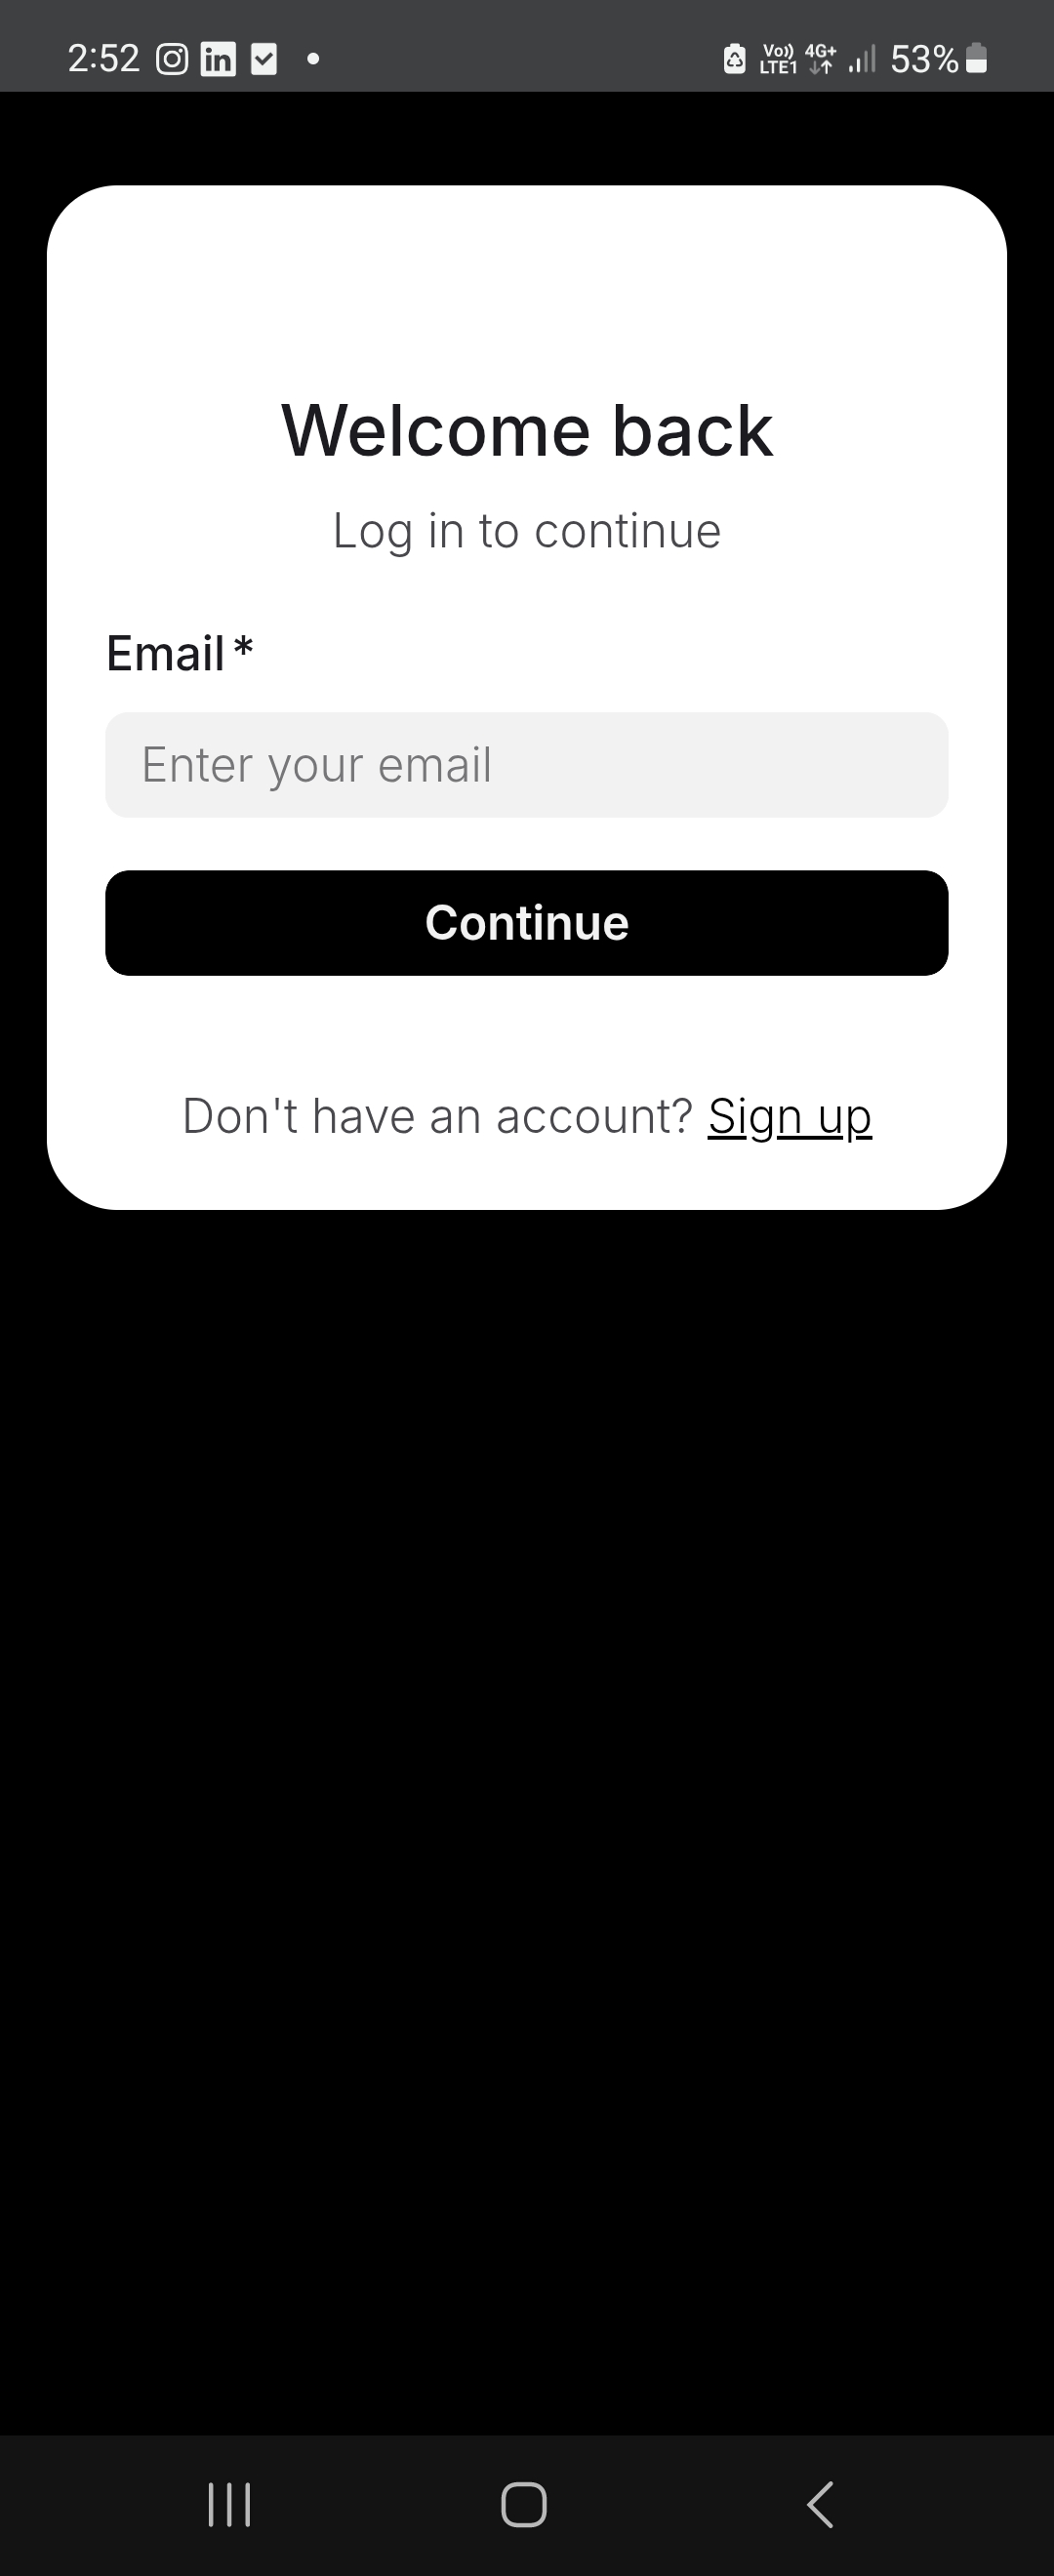 2:52
Vo)) LTE1 4G+ 53%
Welcome back
Log in to continue
Email*
Enter your email
Continue
Don't have an account? Sign up